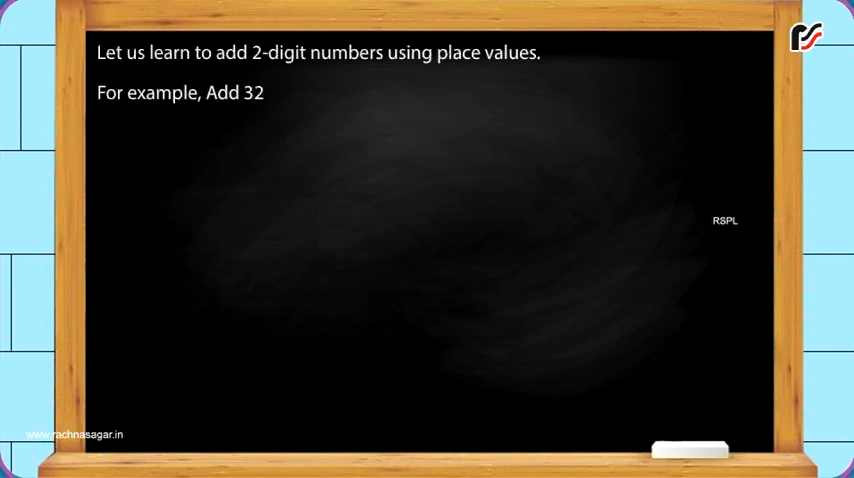 Let us learn to add 2-digit numbers using place values.
For example, Add 32
RSPL
www.rachnasagar.in